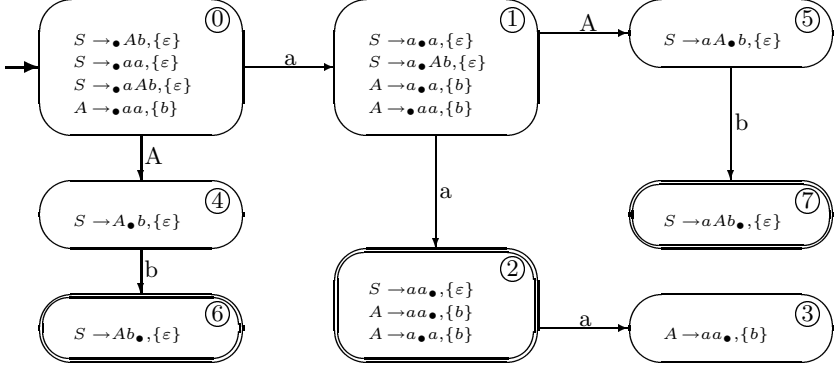 ⓪
S →•Ab,{ε}
S →•aa,{ε}
S →•aAb,{ε}
A →•aa,{b}
a
①
S →a•a,{ε}
S →a•Ab,{ε}
A →a•a,{b}
A →•aa,{b}
A
⑤
S →aA•b,{ε}
A
a
b
④
S →A•b,{ε}
⑦
S →aAb•,{ε}
b
②
S →aa•,{ε}
A →aa•,{b}
A →a•a,{b}
a
③
A →aa•,{b}
⑥
S →Ab•,{ε}